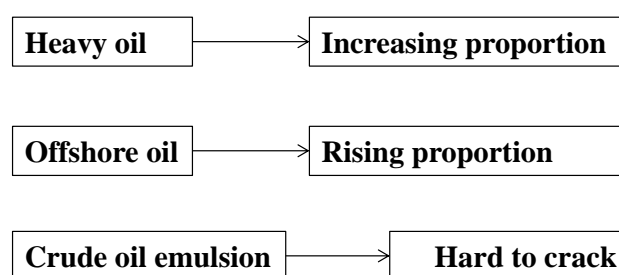 Heavy oil
Increasing proportion
Offshore oil
Rising proportion
Crude oil emulsion
Hard to crack